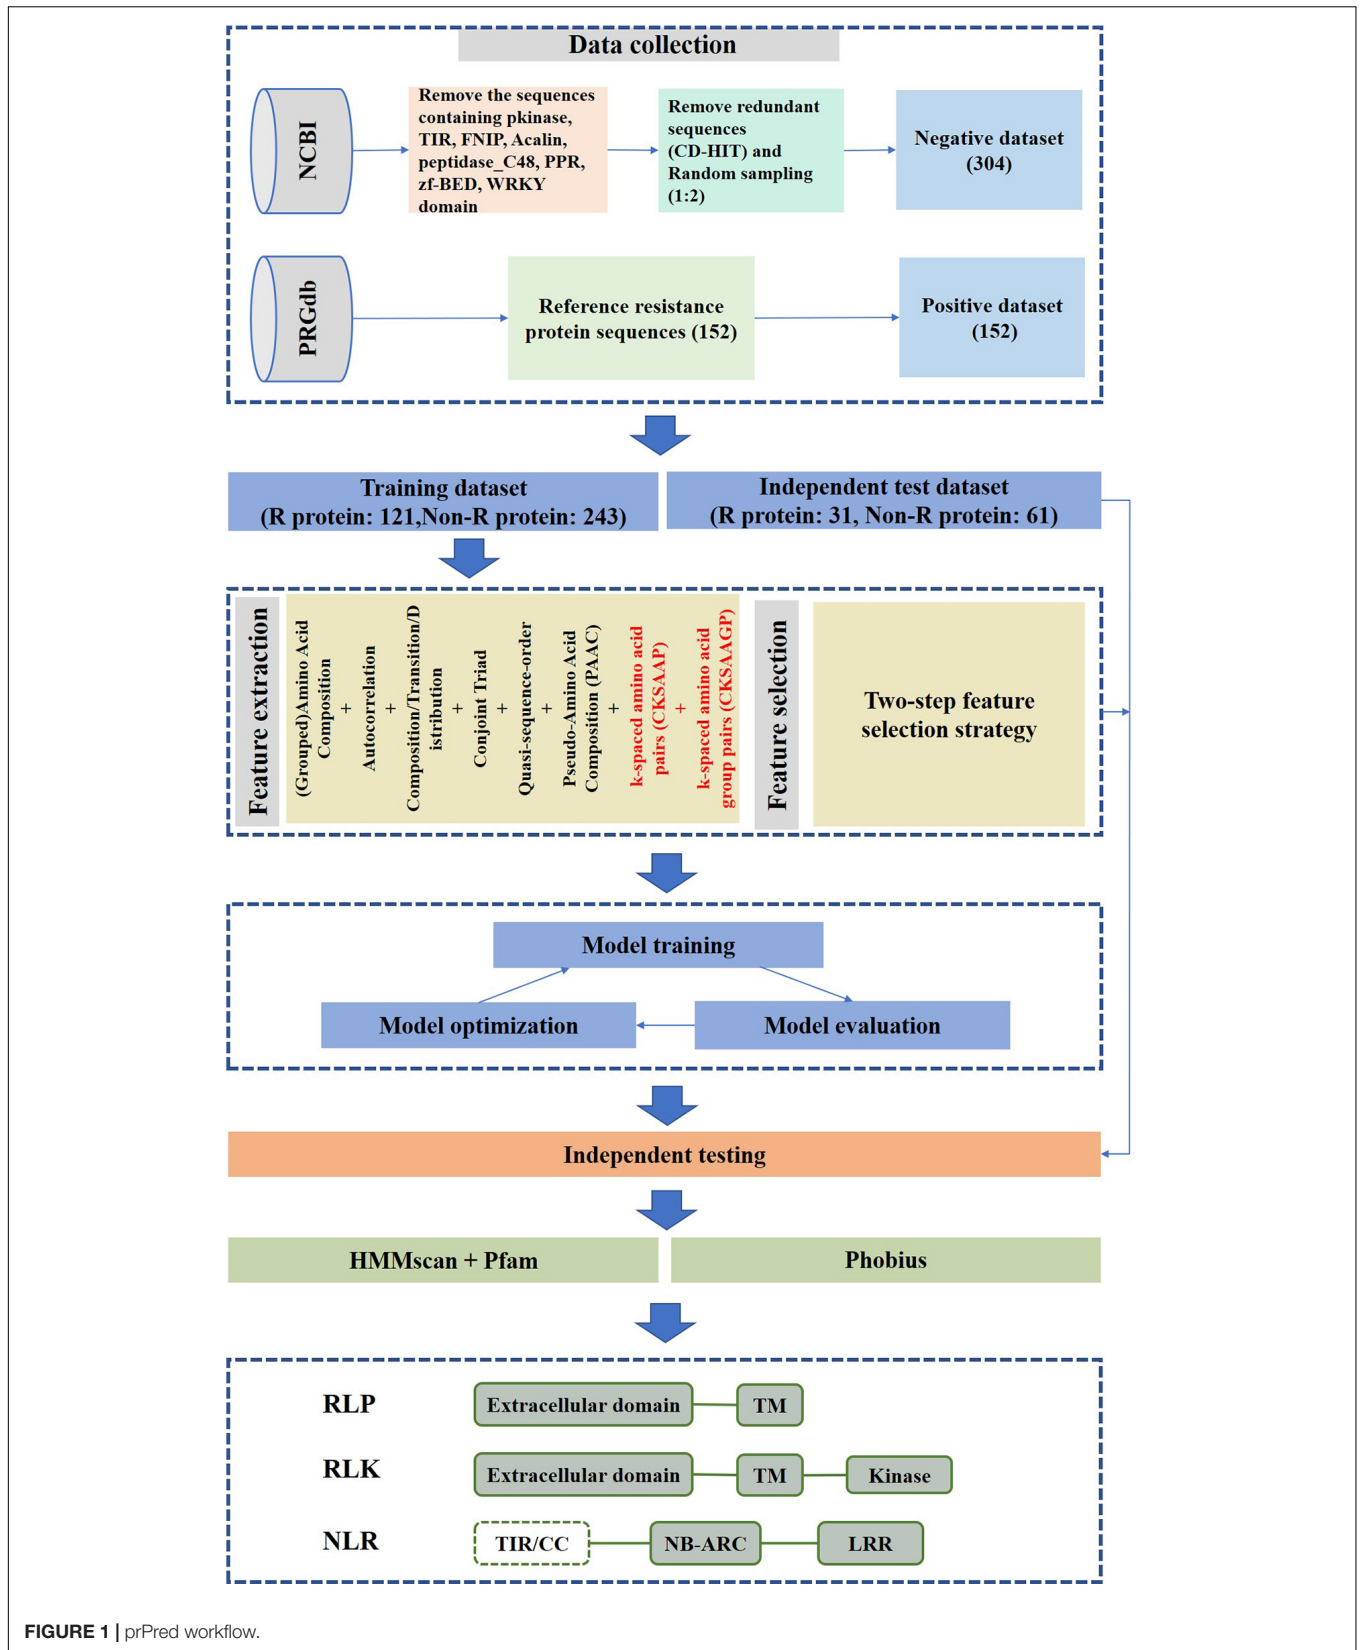 Data collection
NCBI
Remove the sequences
containing pkinase,
TIR, FNIP, Acalin,
peptidase_C48, PPR,
zf-BED, WRKY
domain
Remove redundant
sequences
(CD-HIT) and
Random sampling
(1:2)
Negative dataset
(304)
PRGdb
Reference resistance
protein sequences (152)
Positive dataset
(152)
Training dataset
(R protein: 121,Non-R protein: 243)
Independent test dataset
(R protein: 31, Non-R protein: 61)
Feature extraction
(Grouped)Amino Acid
Composition
+
Autocorrelation
+
Composition/Transition/D
istribution
+
Conjoint Triad
+
Quasi-sequence-order
+
Pseudo-Amino Acid
Composition (PAAC)
+
k-spaced amino acid
pairs (CKSAAP)
+
k-spaced amino acid
group pairs (CKSAAGP)
Feature selection
Two-step feature
selection strategy
Model training
Model optimization
Model evaluation
Independent testing
HMMscan + Pfam
Phobius
RLP
Extracellular domain
TM
RLK
Extracellular domain
TM
Kinase
NLR
TIR/CC
NB-ARC
LRR
FIGURE 1 | prPred workflow.